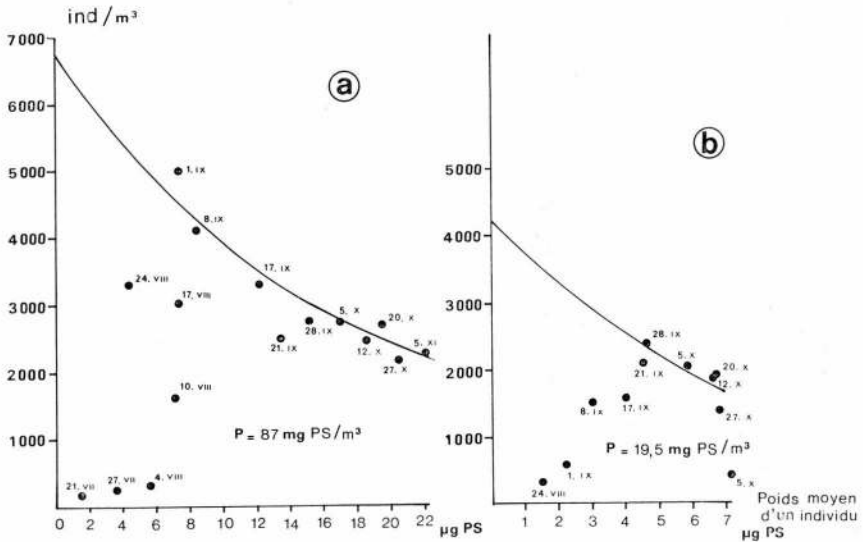 ind/m³
7000
6000
5000
4000
3000
2000
1000
a
1. IX
8. IX
24. VIII
17. VIII
17. IX
10. VIII
21. IX
28. IX
5. X
12. X
20. X
27. X
5. XI
21. VII
27. VII
4. VIII
P = 87 mg PS/m³
0 2 4 6 8 10 12 14 16 18 20 22 µg PS
b
5000
4000
3000
2000
1000
28. IX
21. IX
5. X
20. X
12. X
8. IX
17. IX
27. X
1. IX
24. VIII
5. X
P = 19,5 mg PS/m³
0 1 2 3 4 5 6 7
µg PS
Poids moyen
d'un individu